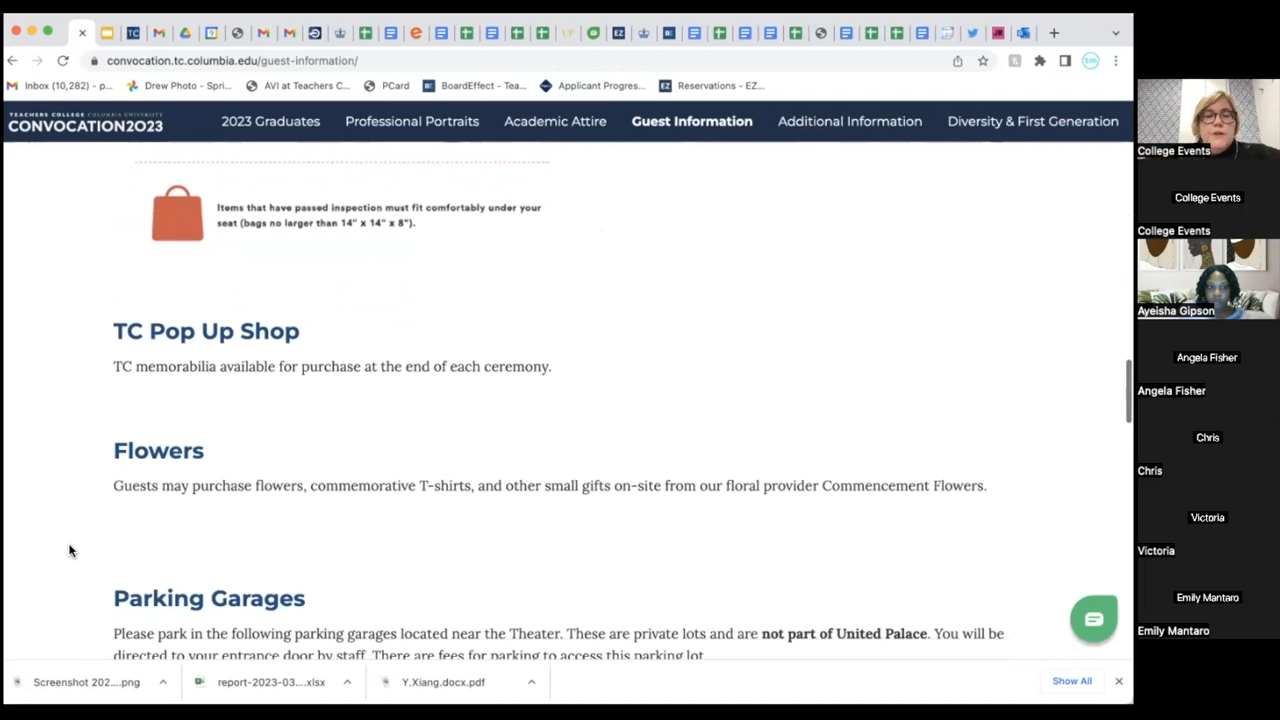 convocation.tc.columbia.edu/guest-information/
Inbox (10,282) - p...
Drew Photo - Spri...
AVI at Teachers C...
PCard
BoardEffect - Tea...
Applicant Progres...
Reservations - EZ...
TEACHERS COLLEGE COLUMBIA UNIVERSITY
CONVOCATION2023
2023 Graduates
Professional Portraits
Academic Attire
Guest Information
Additional Information
Diversity & First Generation
Items that have passed inspection must fit comfortably under your
seat (bags no larger than 14" x 14" x 8").
TC Pop Up Shop
TC memorabilia available for purchase at the end of each ceremony.
Flowers
Guests may purchase flowers, commemorative T-shirts, and other small gifts on-site from our floral provider Commencement Flowers.
Parking Garages
Please park in the following parking garages located near the Theater. These are private lots and are not part of United Palace. You will be
directed to your entrance door by staff. There are fees for parking to access this parking lot
Screenshot 202....png
report-2023-03....xlsx
Y.Xiang.docx.pdf
Show All
College Events
College Events
College Events
Ayeisha Gipson
Angela Fisher
Angela Fisher
Chris
Chris
Victoria
Victoria
Emily Mantaro
Emily Mantaro